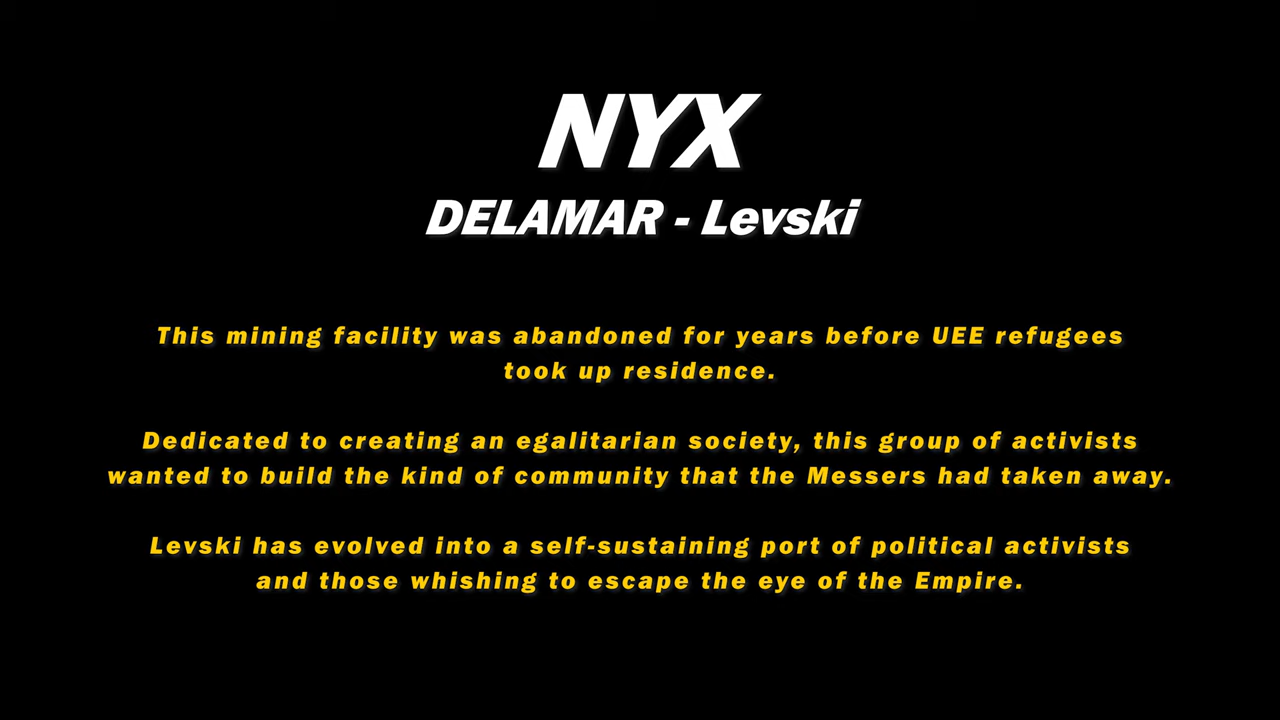 NYX
DELAMAR - Levski
This mining facility was abandoned for years before UEE refugees
took up residence.
Dedicated to creating an egalitarian society, this group of activists
wanted to build the kind of community that the Messers had taken away.
Levski has evolved into a self-sustaining port of political activists
and those whishing to escape the eye of the Empire.